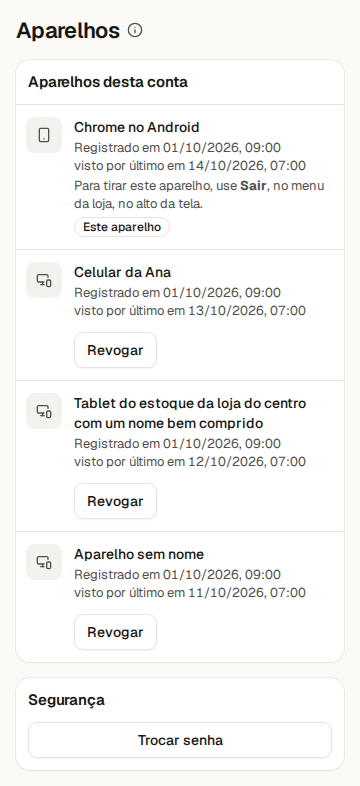 Aparelhos
Aparelhos desta conta
Chrome no Android
Registrado em 01/10/2026, 09:00
visto por último em 14/10/2026, 07:00
Para tirar este aparelho, use Sair, no menu
da loja, no alto da tela.
Este aparelho
Celular da Ana
Registrado em 01/10/2026, 09:00
visto por último em 13/10/2026, 07:00
Revogar
Tablet do estoque da loja do centro
com um nome bem comprido
Registrado em 01/10/2026, 09:00
visto por último em 12/10/2026, 07:00
Revogar
Aparelho sem nome
Registrado em 01/10/2026, 09:00
visto por último em 11/10/2026, 07:00
Revogar
Segurança
Trocar senha